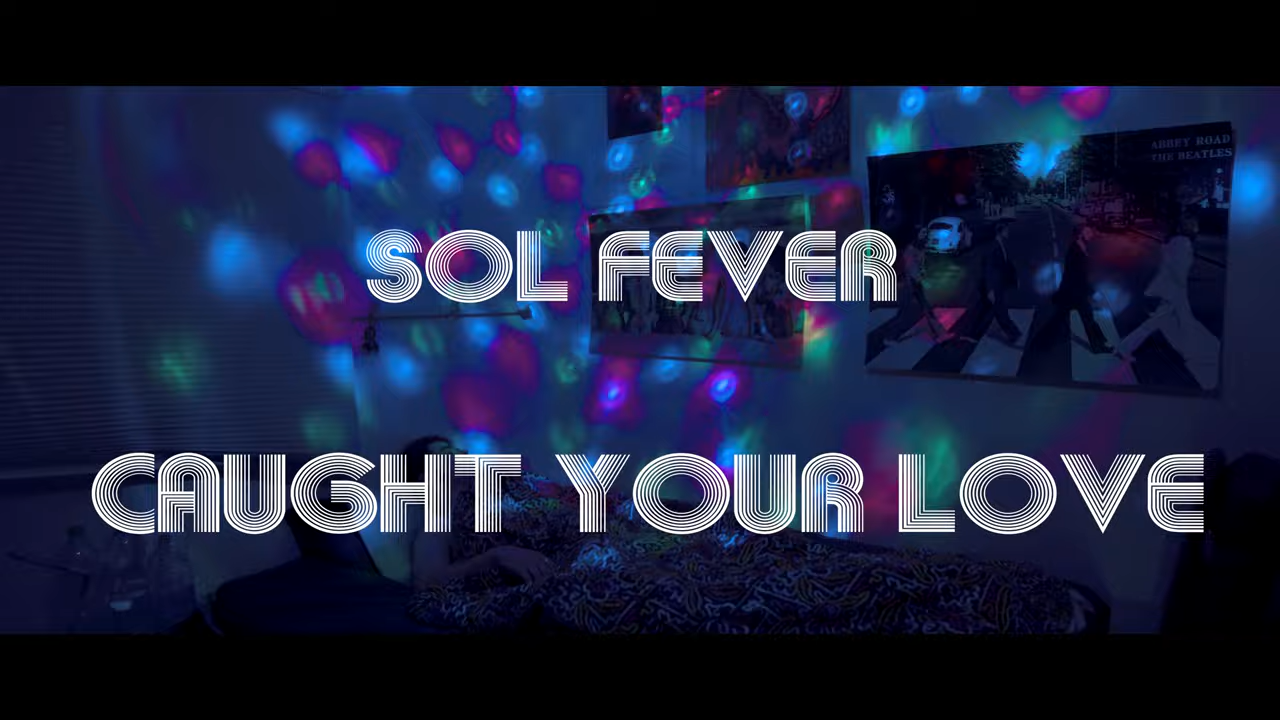 ABBEY ROAD
THE BEATLES
SOL FEVER
CAUGHT YOUR LOVE